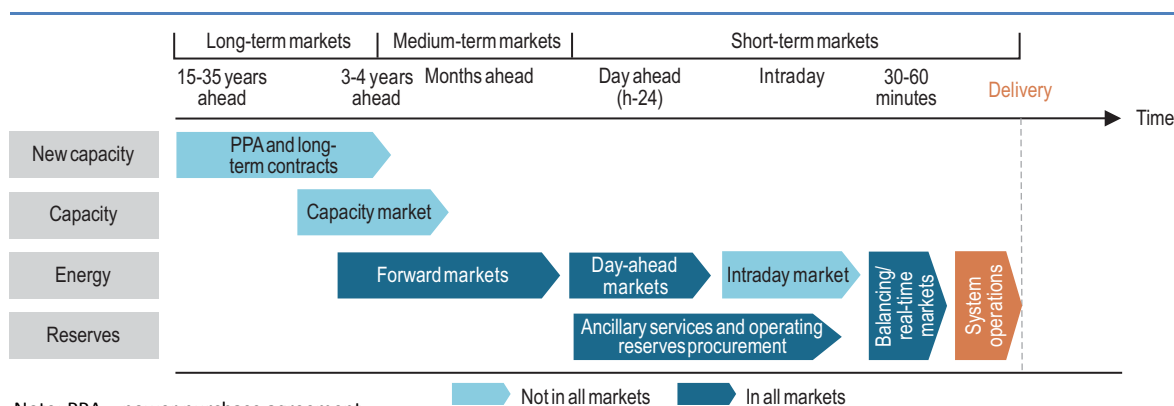 Long-term markets
Medium-term markets
Short-term markets
15-35 years
ahead
3-4 years
ahead
Months ahead
Day ahead
(h-24)
Intraday
30-60
minutes
Delivery
Time
New capacity
PPA and long-
term contracts
Capacity
Capacity market
Energy
Forward markets
Day-ahead
markets
Intraday market
Balancing/
real-time
markets
System
operations
Reserves
Ancillary services and operating
reserves procurement
Not in all markets
In all markets